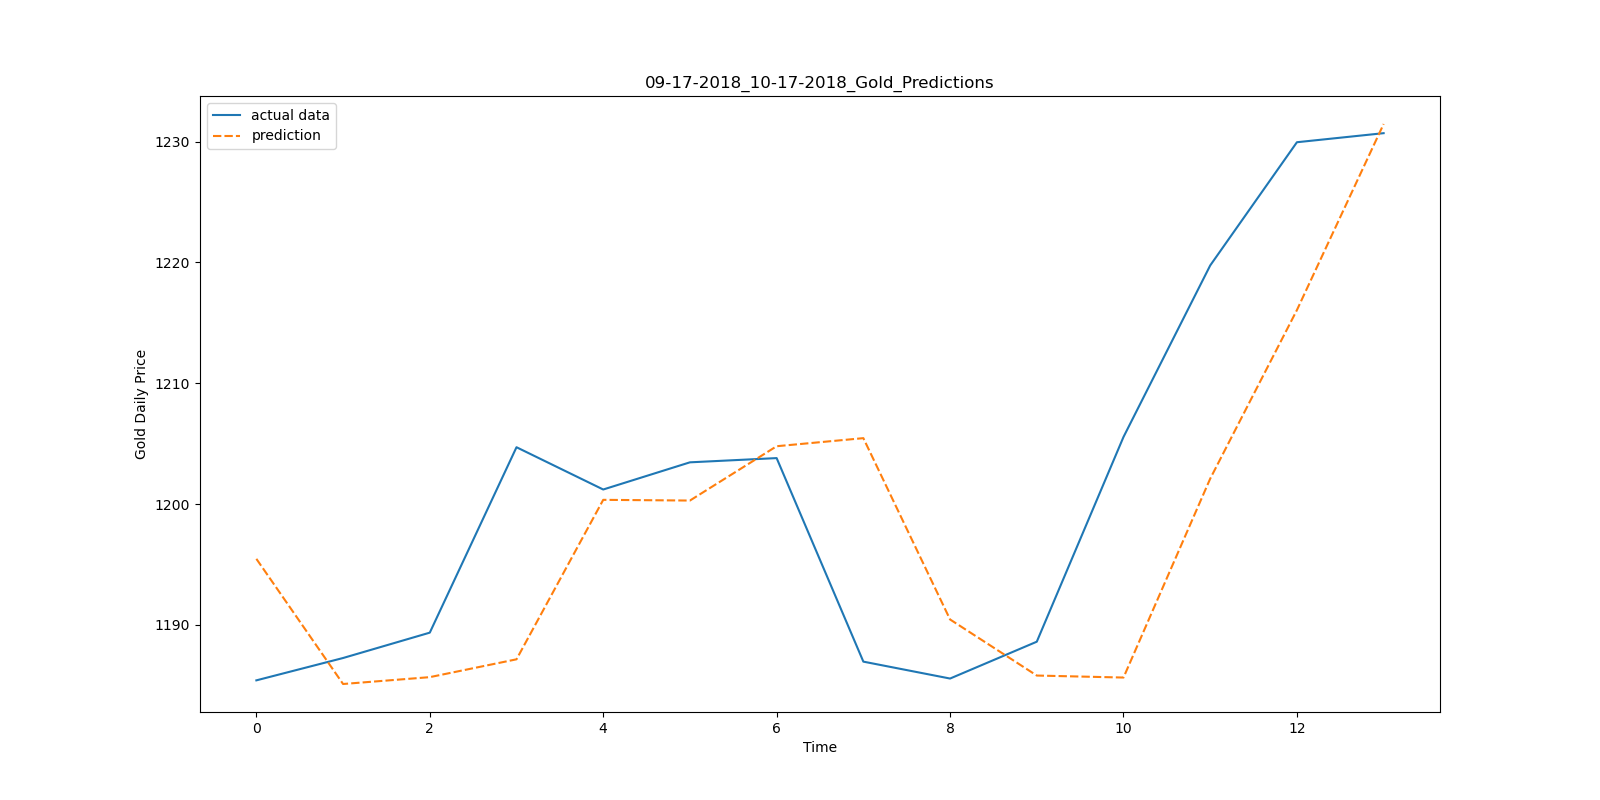 09-17-2018_10-17-2018_Gold_Predictions
actual data
prediction
1230
1220
1210
1200
1190
Gold Daily Price
0 2 4 6 8 10 12
Time